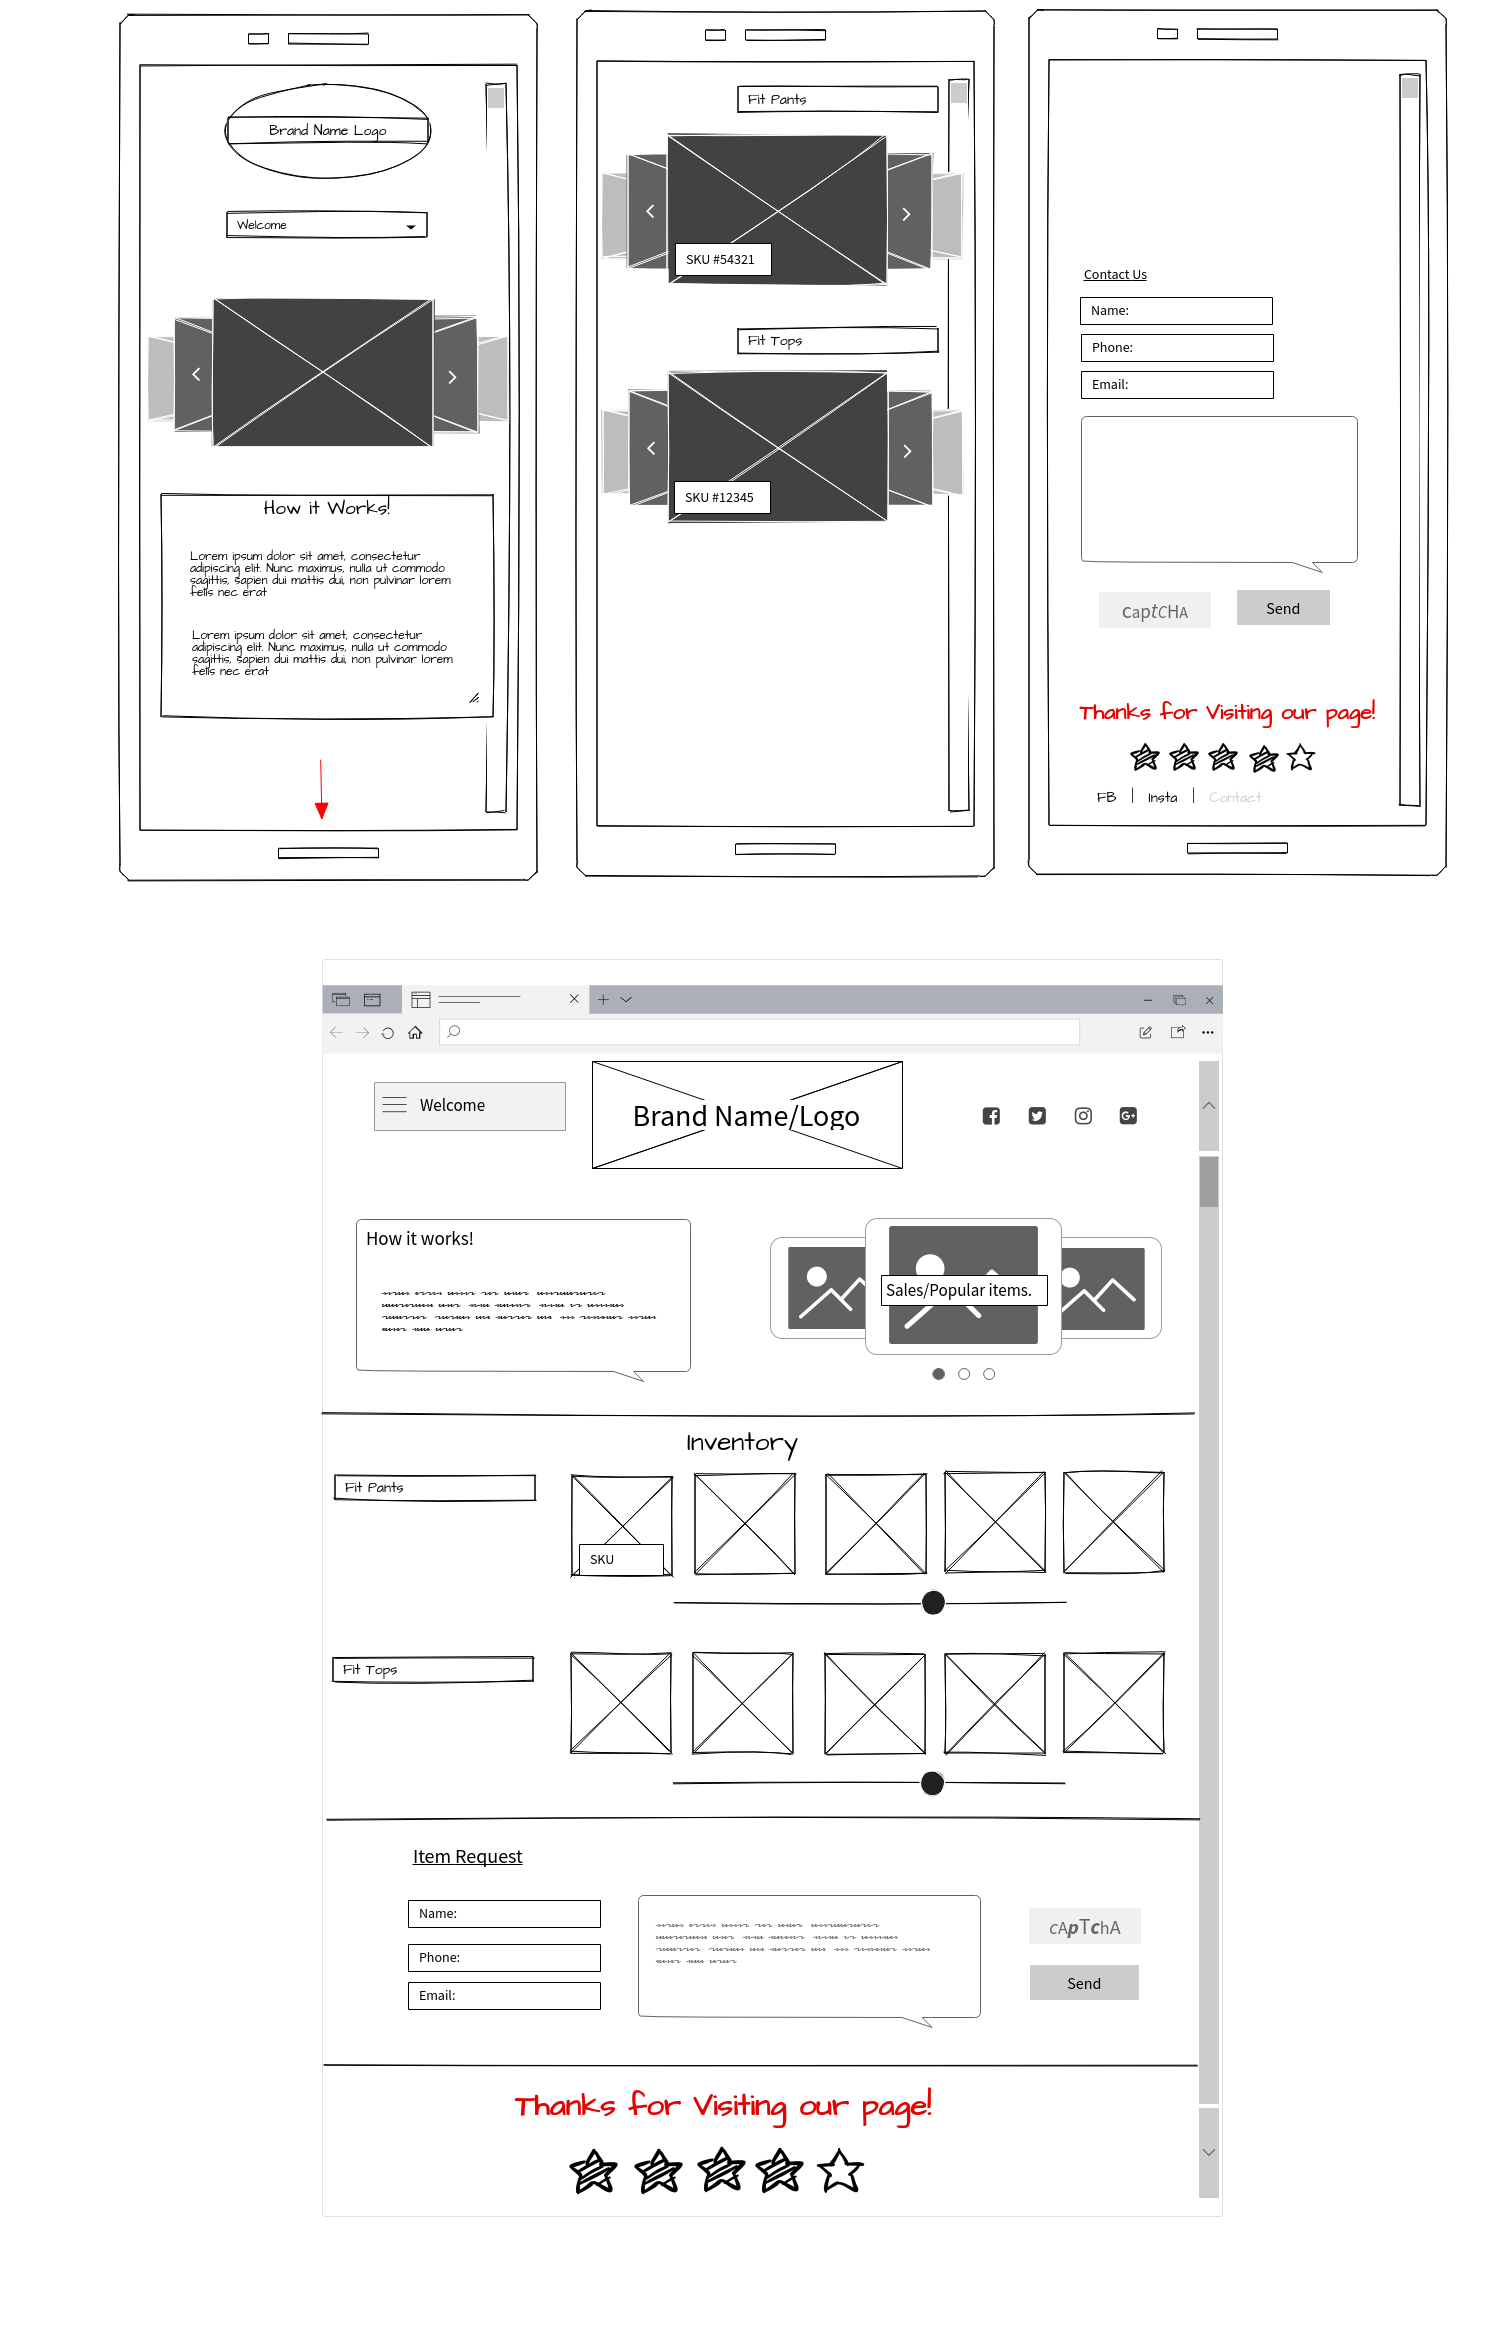 Brand Name Logo
Welcome
How it Works!
Lorem ipsum dolor sit amet, consectetur
adipiscing elit. Nunc maximus, nulla ut commodo
sagittis, sapien dui mattis dui, non pulvinar lorem
felis nec erat
Lorem ipsum dolor sit amet, consectetur
adipiscing elit. Nunc maximus, nulla ut commodo
sagittis, sapien dui mattis dui, non pulvinar lorem
felis nec erat
Fit Pants
SKU #54321
Fit Tops
SKU #12345
Contact Us
Name:
Phone:
Email:
captCHA
Send
Thanks for Visiting our page!
FB | Insta | Contact
Welcome
Brand Name/Logo
How it works!
Sales/Popular items.
Inventory
Fit Pants
SKU
Fit Tops
Item Request
Name:
Phone:
Email:
cApTchA
Send
Thanks for Visiting our page!